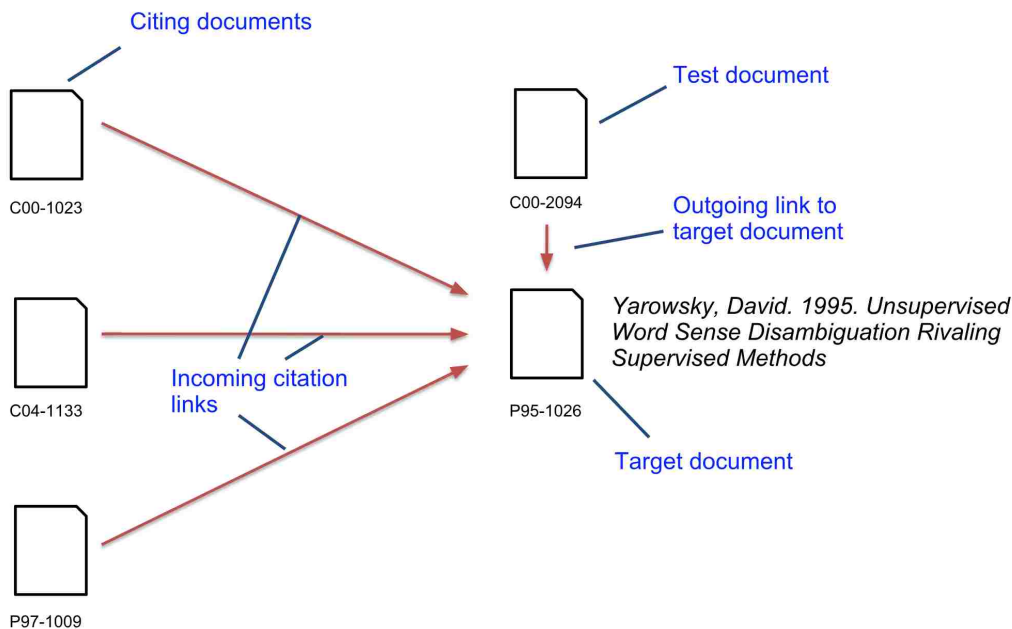 Citing documents
Test document
C00-1023
C00-2094
Outgoing link to
target document
Yarowsky, David. 1995. Unsupervised
Word Sense Disambiguation Rivaling
Supervised Methods
Incoming citation
links
C04-1133
P95-1026
Target document
P97-1009